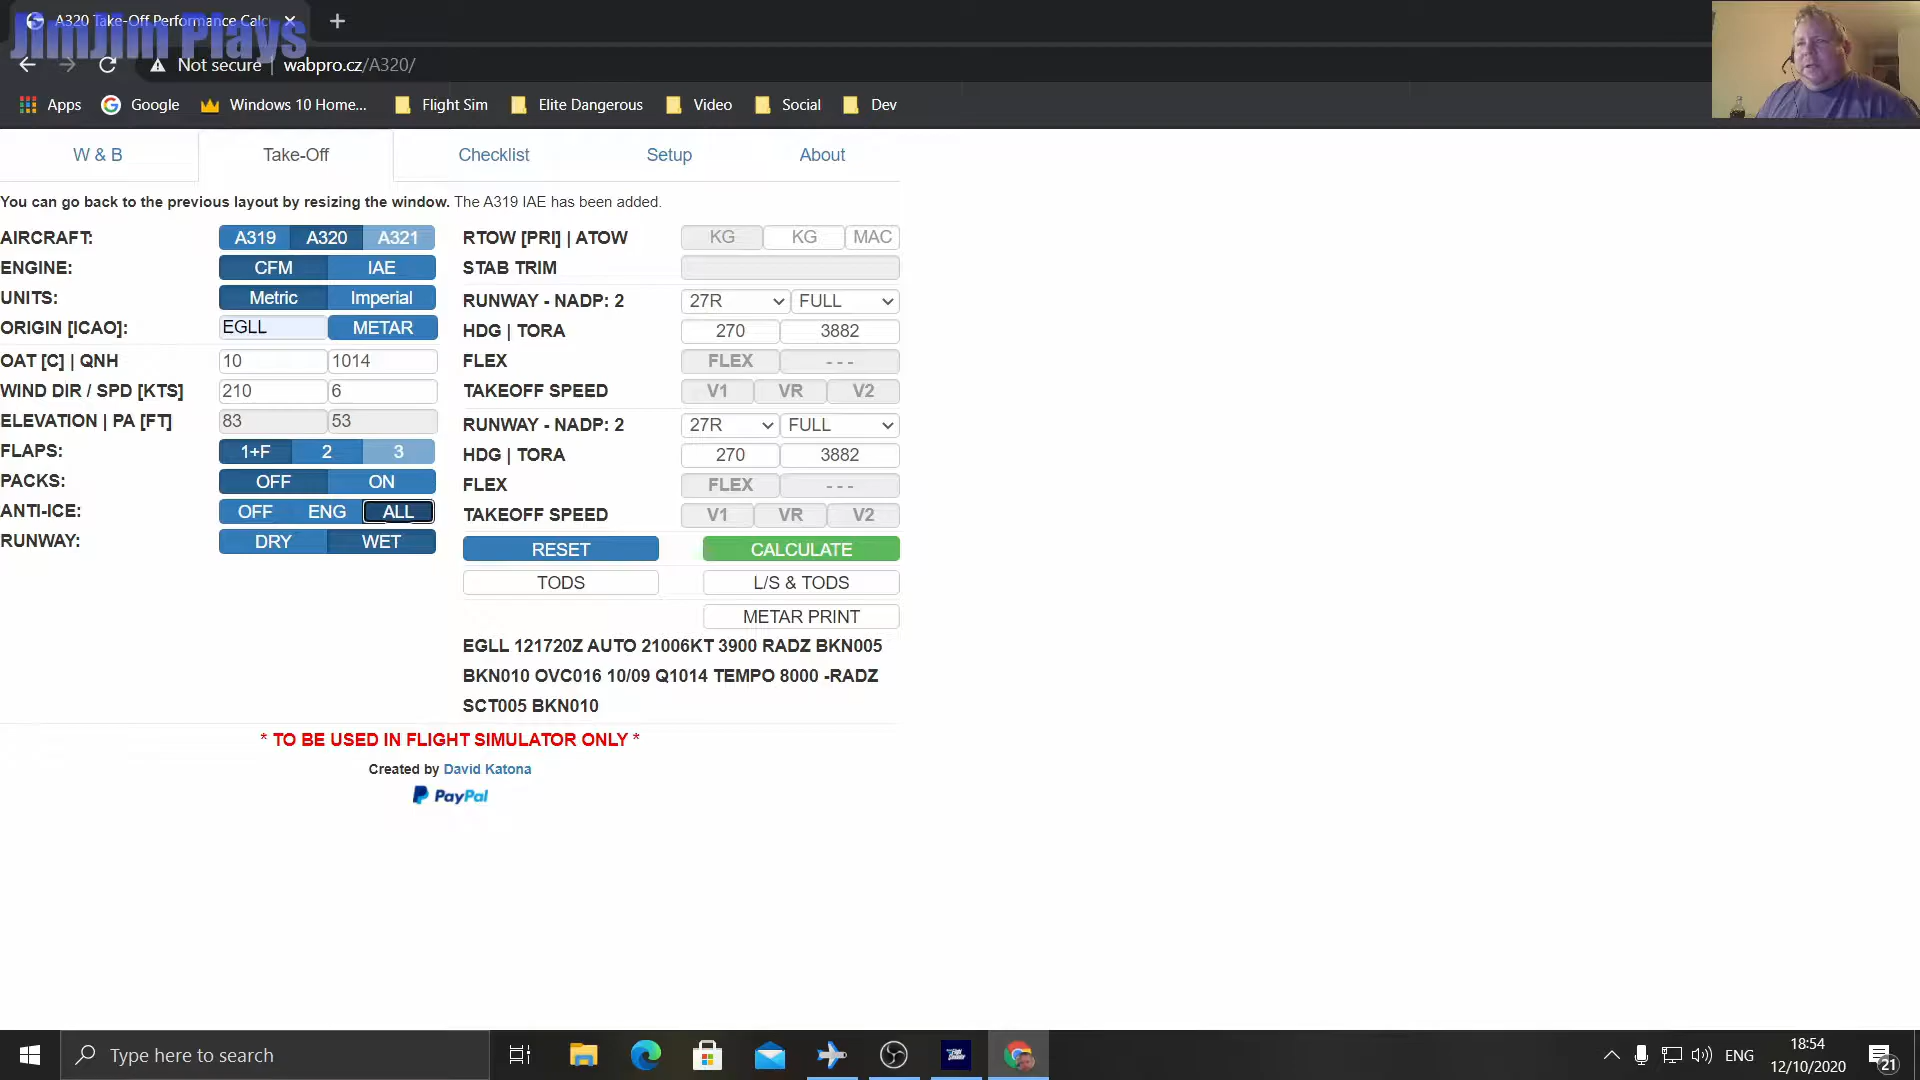 A320 Take-Off Performance Calc
JimJim Plays
Not secure
wabpro.cz/A320/
Apps
Google
Windows 10 Home...
Flight Sim
Elite Dangerous
Video
Social
Dev
W & B
Take-Off
Checklist
Setup
About
You can go back to the previous layout by resizing the window. The A319 IAE has been added.
AIRCRAFT: A319 A320 A321
ENGINE: CFM IAE
UNITS: Metric Imperial
ORIGIN [ICAO]: EGLL METAR
OAT [C] | QNH 10 1014
WIND DIR / SPD [KTS] 210 6
ELEVATION | PA [FT] 83 53
FLAPS: 1+F 2 3
PACKS: OFF ON
ANTI-ICE: OFF ENG ALL
RUNWAY: DRY WET
RTOW [PRI] | ATOW KG KG MAC
STAB TRIM
RUNWAY - NADP: 2 27R FULL
HDG | TORA 270 3882
FLEX FLEX - - -
TAKEOFF SPEED V1 VR V2
RUNWAY - NADP: 2 27R FULL
HDG | TORA 270 3882
FLEX FLEX - - -
TAKEOFF SPEED V1 VR V2
RESET CALCULATE
TODS L/S & TODS
METAR PRINT
EGLL 121720Z AUTO 21006KT 3900 RADZ BKN005
BKN010 OVC016 10/09 Q1014 TEMPO 8000 -RADZ
SCT005 BKN010
* TO BE USED IN FLIGHT SIMULATOR ONLY *
Created by David Katona
PayPal
Type here to search
ENG
18:54
12/10/2020
21